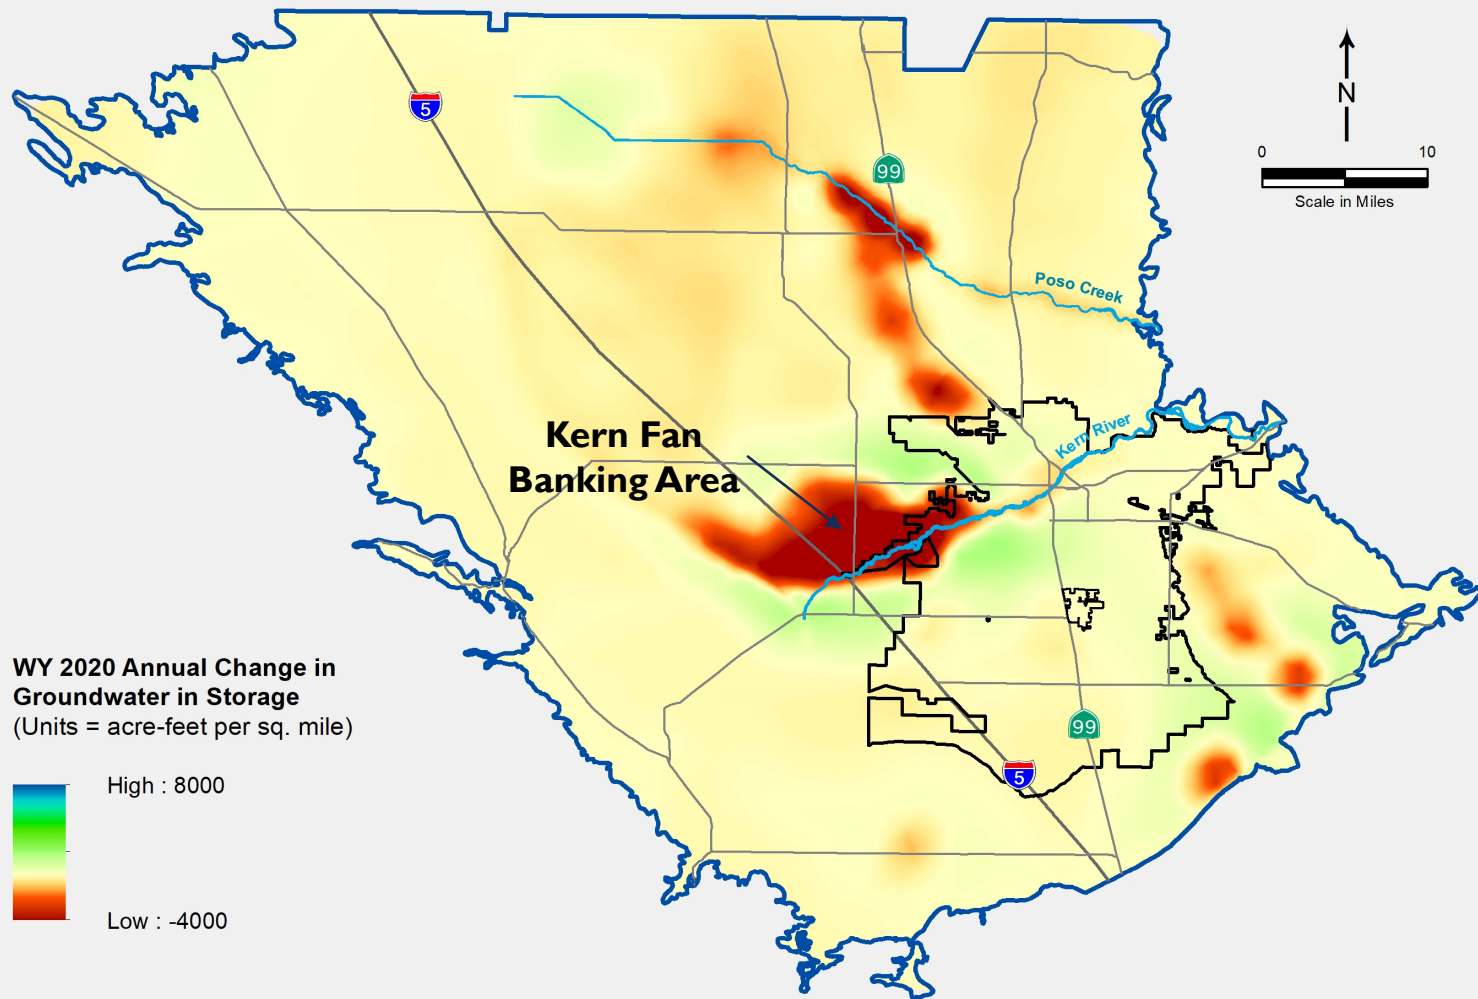 5
99
N
0 10
Scale in Miles
Poso Creek
Kern River
Kern Fan
Banking Area
WY 2020 Annual Change in
Groundwater in Storage
(Units = acre-feet per sq. mile)
High : 8000
Low : -4000
99
5